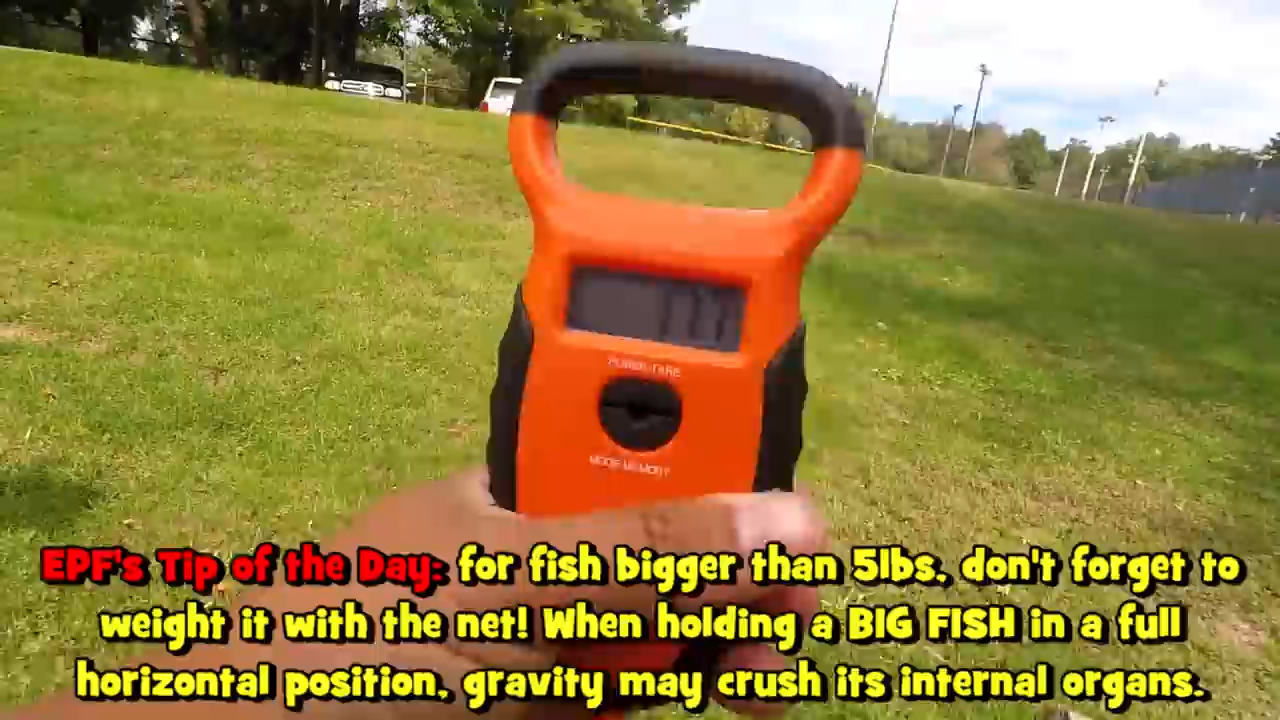 POWER/TARE
MODE/MEMORY
EPF's Tip of the Day: for fish bigger than 5lbs. don't forget to
weight it with the net! When holding a BIG FISH in a full
horizontal position, gravity may crush its internal organs.